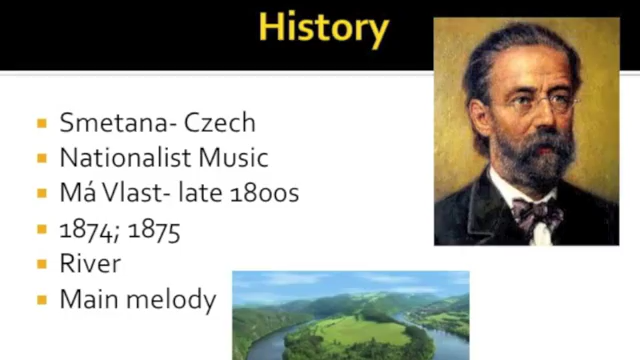 History
Smetana- Czech
Nationalist Music
Má Vlast- late 1800s
1874; 1875
River
Main melody